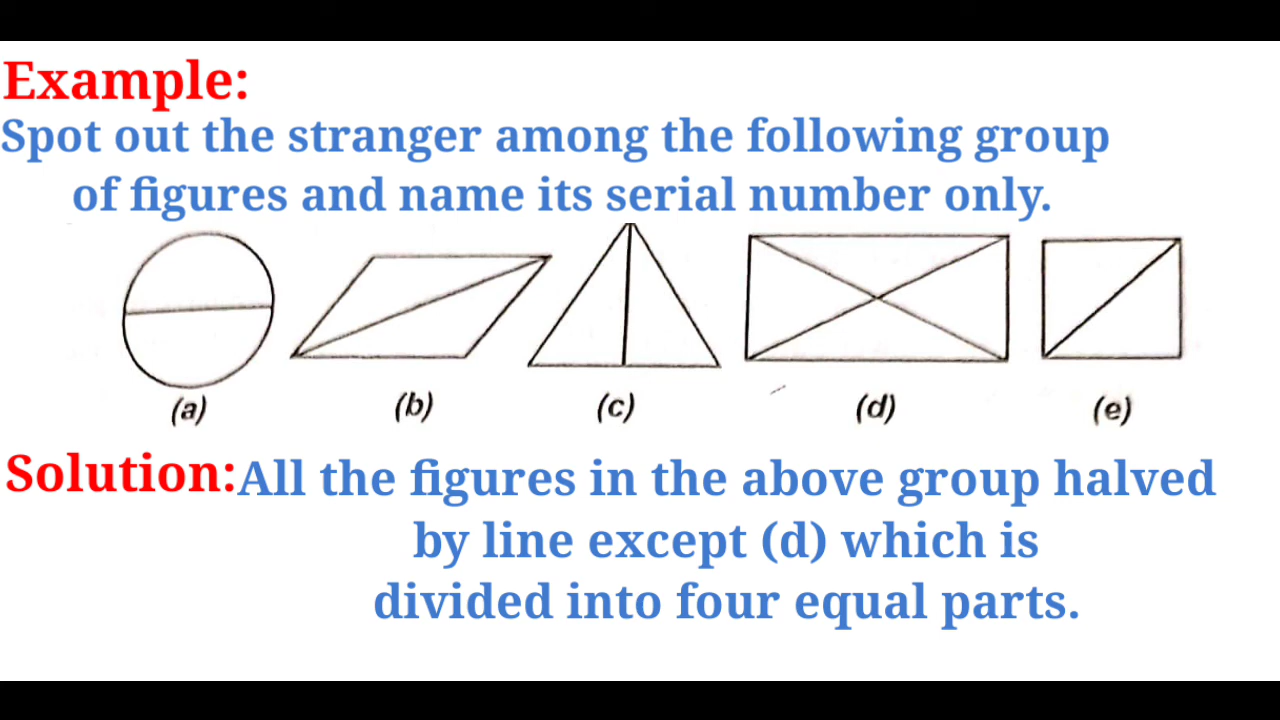 Example:
Spot out the stranger among the following group
of figures and name its serial number only.
(a) (b) (c) (d) (e)
Solution: All the figures in the above group halved
by line except (d) which is
divided into four equal parts.